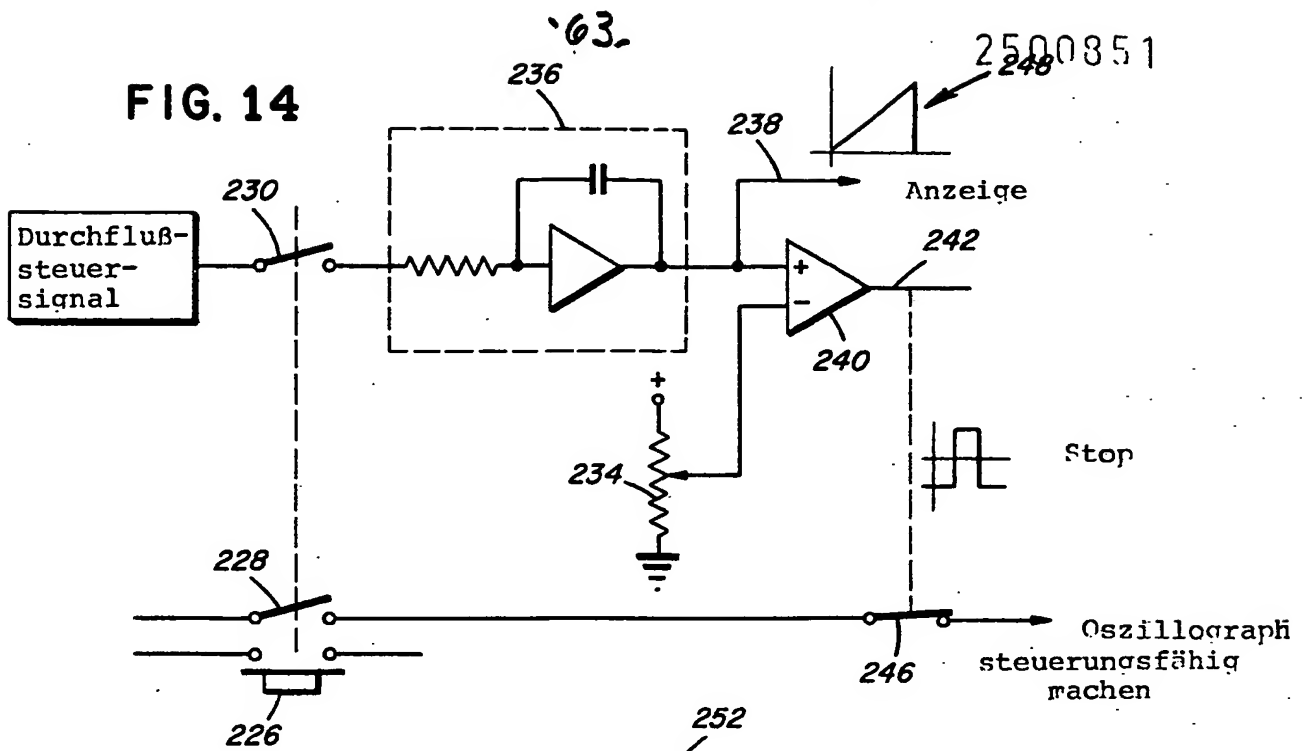 ·63.
2500851
FIG. 14
236
248
238
230
Anzeige
Durchfluß-
steuer-
signal
242
+
−
240
+
234
Stop
228
Oszillograph
steuerungsfähig
machen
246
226
252